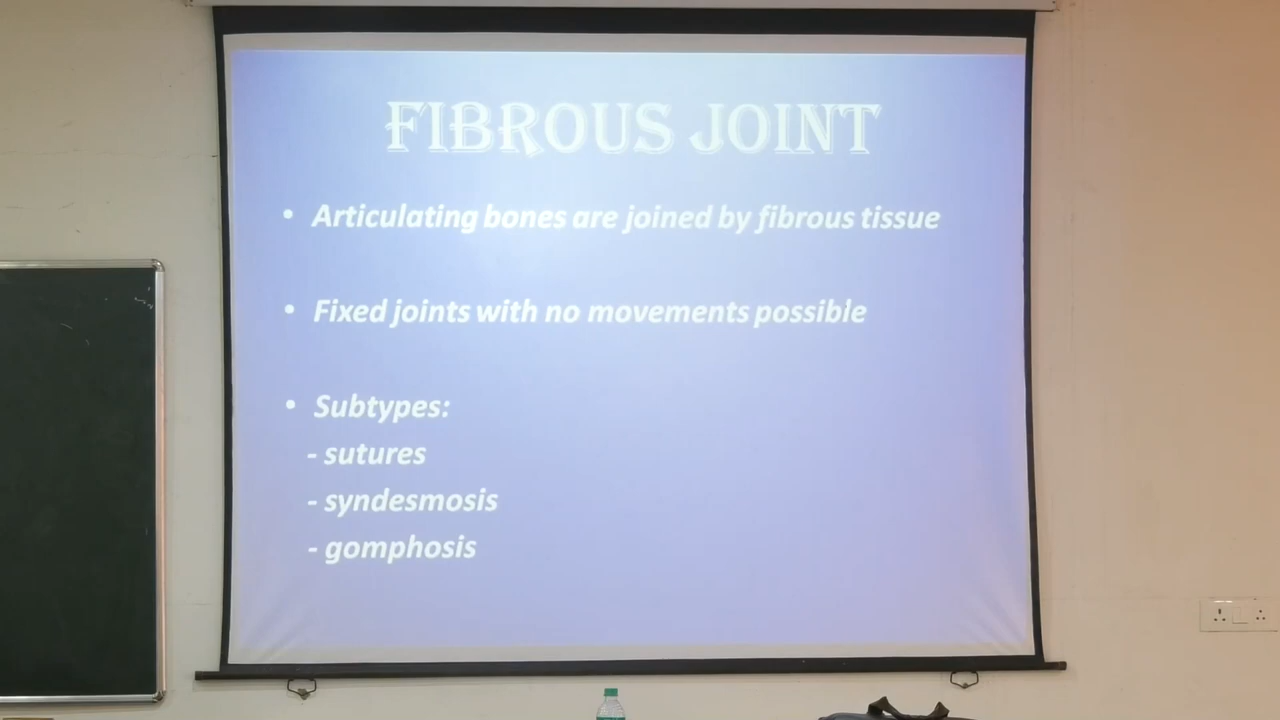 FIBROUS JOINT
• Articulating bones are joined by fibrous tissue
• Fixed joints with no movements possible
• Subtypes:
- sutures
- syndesmosis
- gomphosis